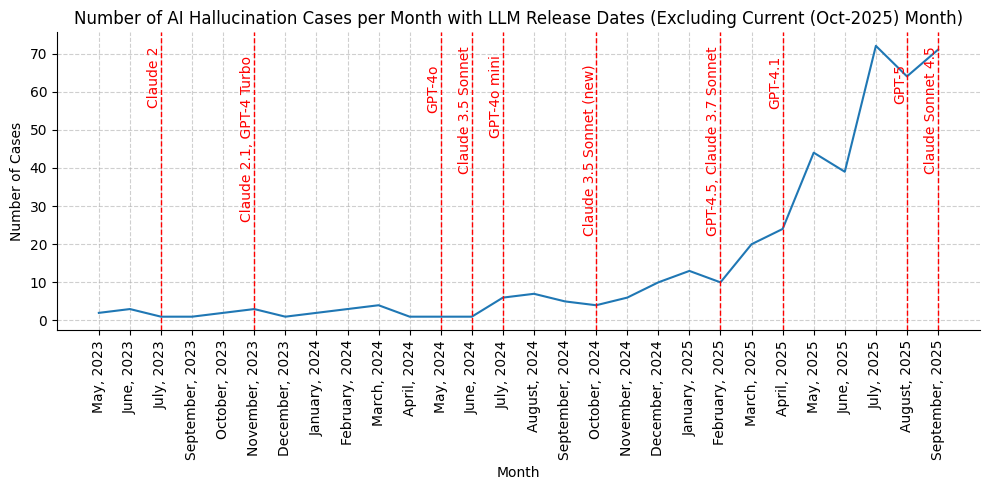 Number of AI Hallucination Cases per Month with LLM Release Dates (Excluding Current (Oct-2025) Month)
Number of Cases
70
60
50
40
30
20
10
0
Claude 2
Claude 2.1, GPT-4 Turbo
GPT-4o
Claude 3.5 Sonnet
GPT-4o mini
Claude 3.5 Sonnet (new)
GPT-4.5, Claude 3.7 Sonnet
GPT-4.1
GPT-5
Claude Sonnet 4.5
May, 2023
June, 2023
July, 2023
September, 2023
October, 2023
November, 2023
December, 2023
January, 2024
February, 2024
March, 2024
April, 2024
May, 2024
June, 2024
July, 2024
August, 2024
September, 2024
October, 2024
November, 2024
December, 2024
January, 2025
February, 2025
March, 2025
April, 2025
May, 2025
June, 2025
July, 2025
August, 2025
September, 2025
Month